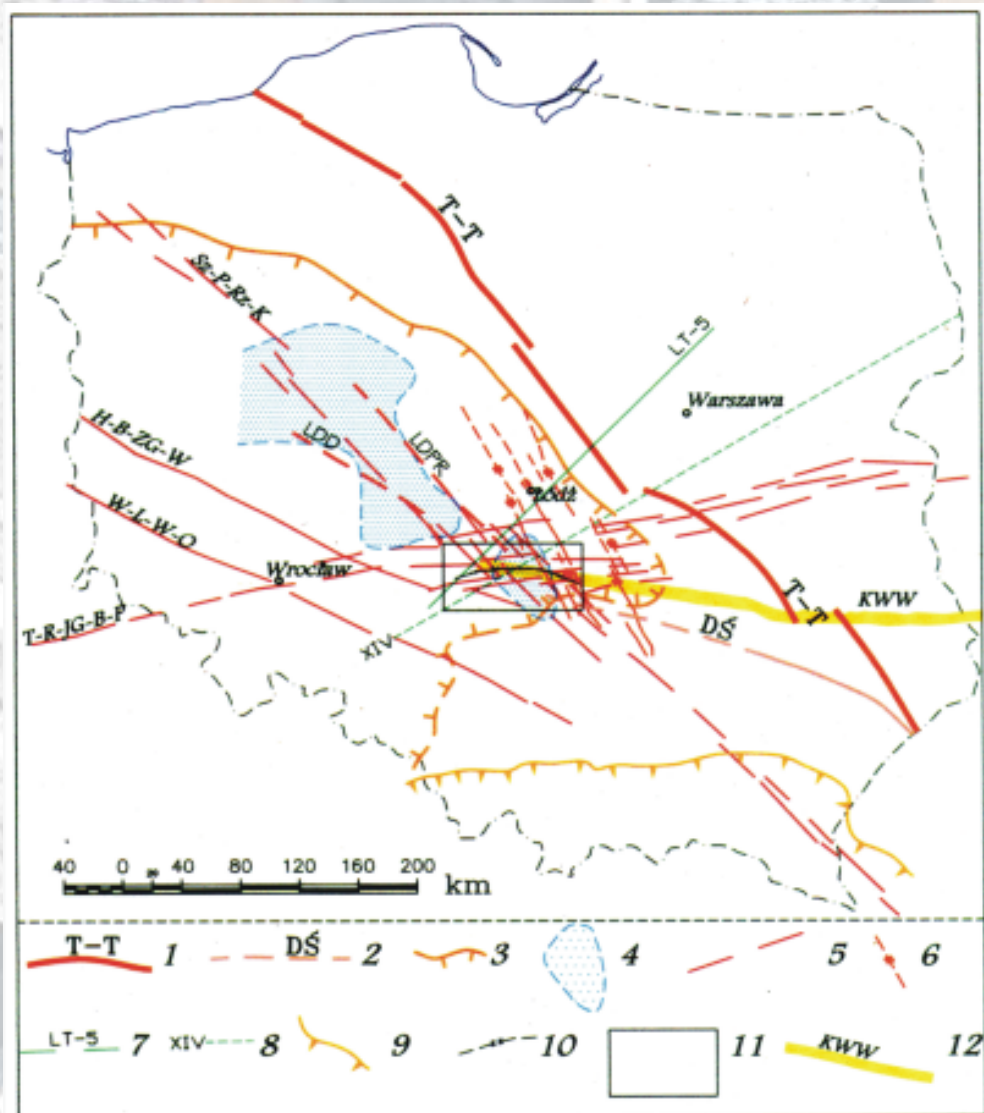 T-T
Sz-P-Rz-K
LT-5
Warszawa
H-B-ZG-W
LDD
LDPR
Łódź
W-L-W-O
Wrocław
T-R-JG-B-P
XIV
DŚ
T-T
KWW
40 0 20 40 80 120 160 200 km
T-T 1 DŚ 2 3 4 5 6
LT-5 7 XIV 8 9 10 11 KWW 12